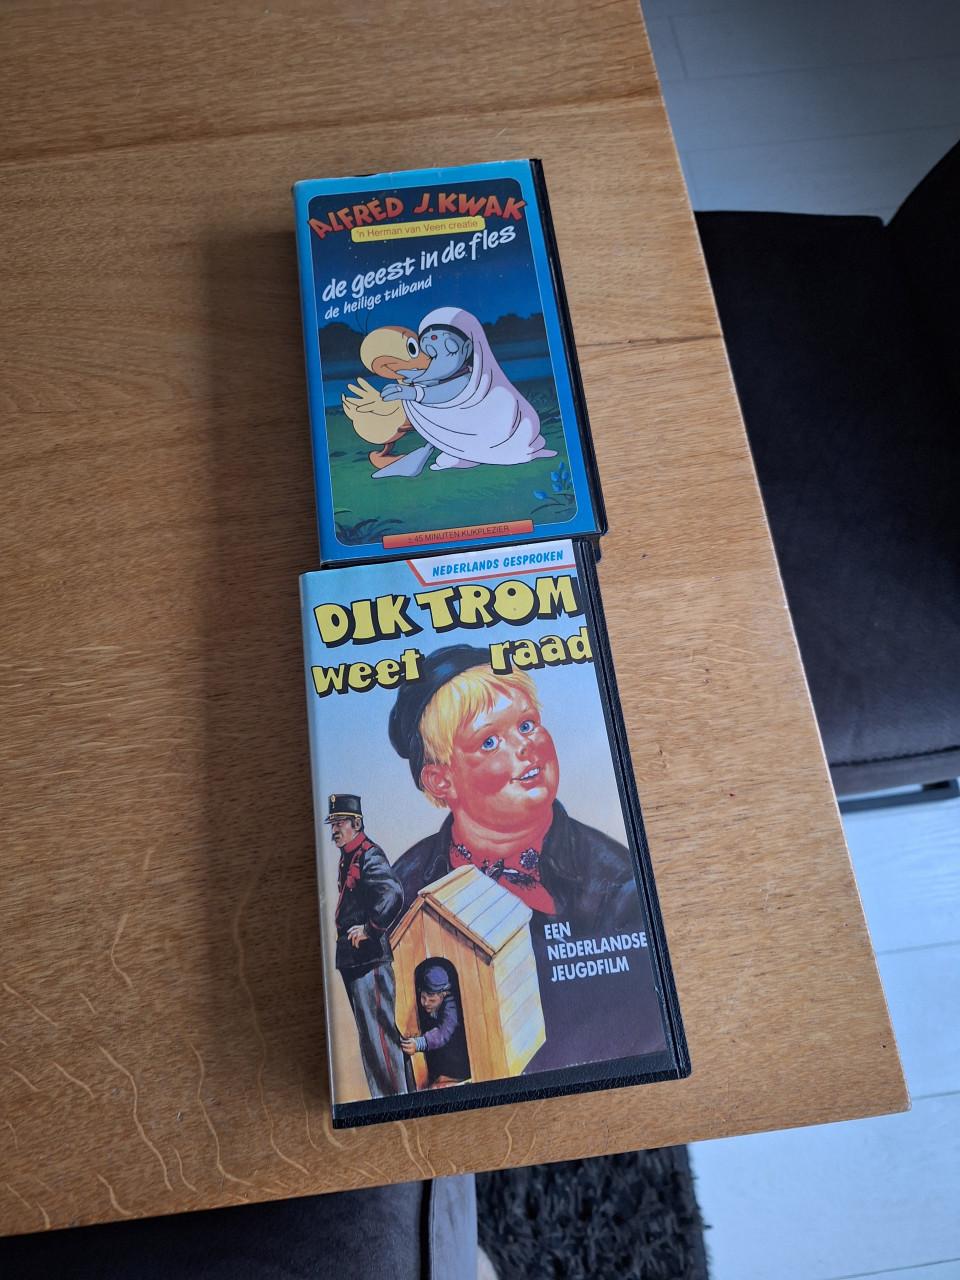 ALFRED J. KWAK
'n Herman van Veen creatie
de geest in de fles
de heilige tulband
± 45 MINUTEN KIJKPLEZIER
NEDERLANDS GESPROKEN
DIK TROM
weet raad
EEN
NEDERLANDSE
JEUGDFILM